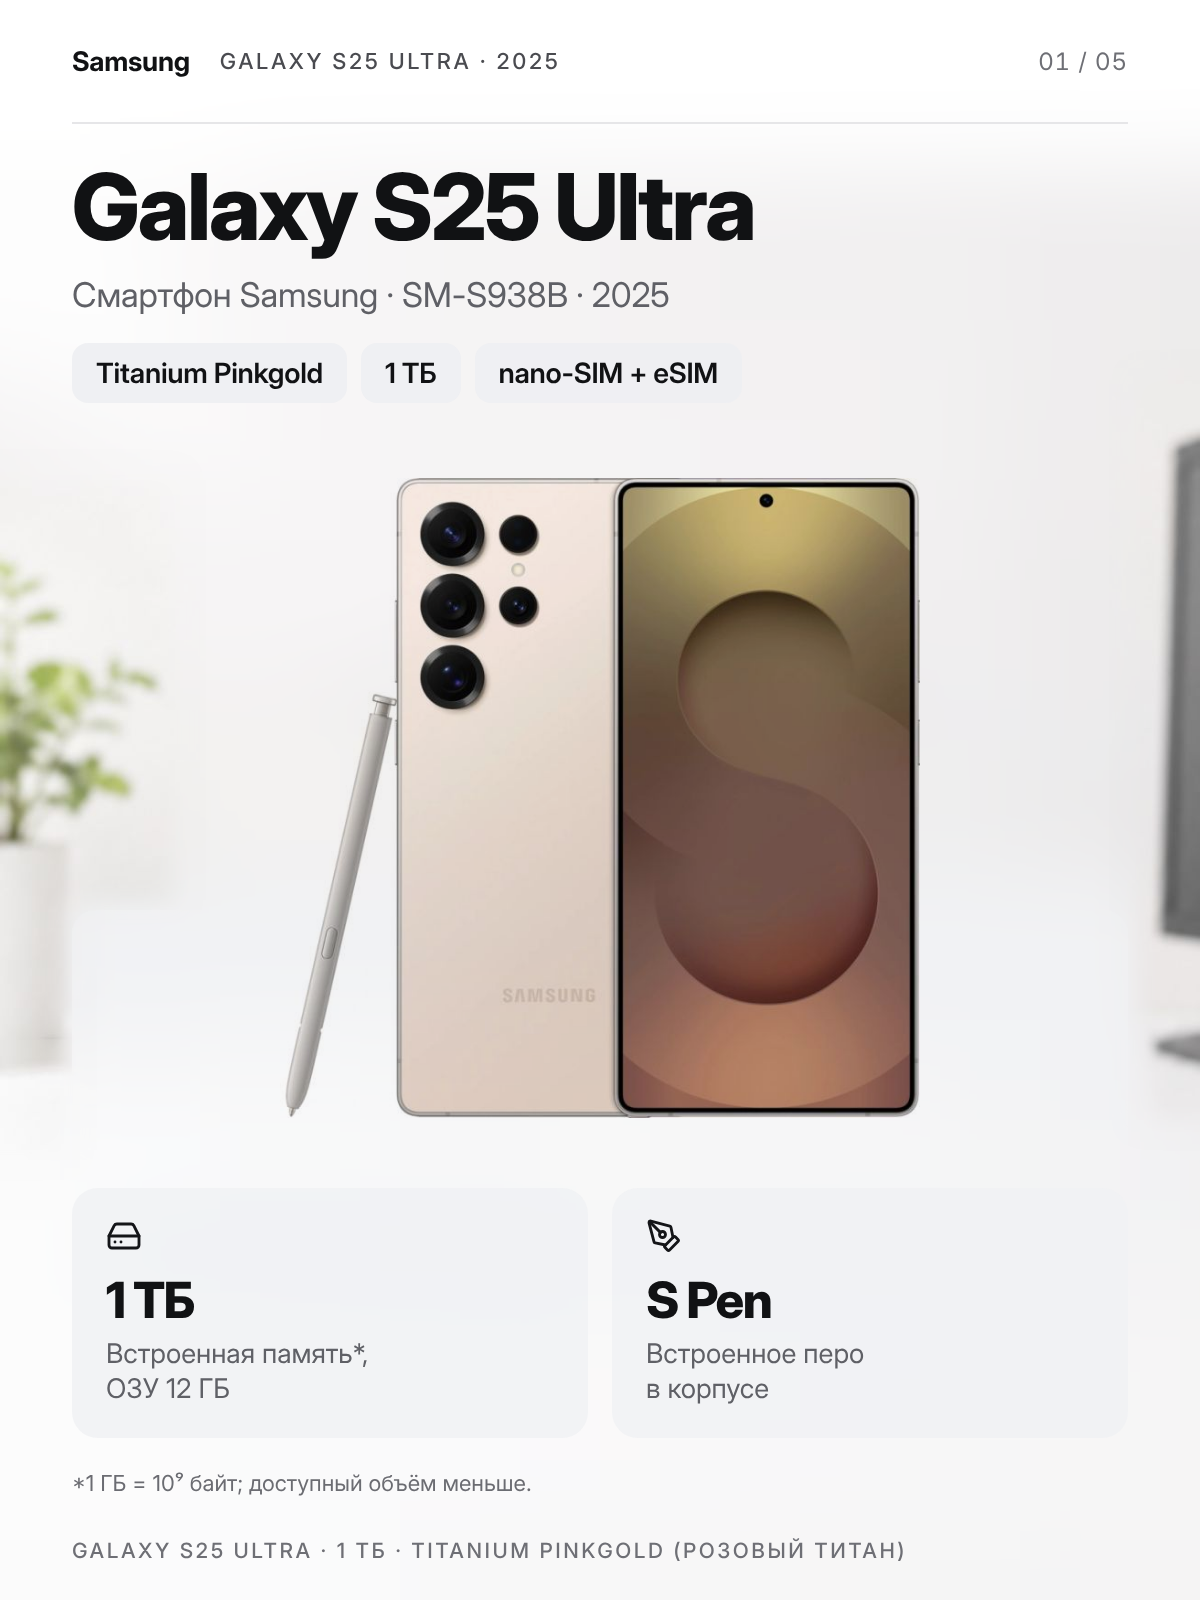 Samsung GALAXY S25 ULTRA · 2025 01 / 05
Galaxy S25 Ultra
Смартфон Samsung · SM-S938B · 2025
Titanium Pinkgold 1 ТБ nano-SIM + eSIM
SAMSUNG
1 ТБ
Встроенная память*,
ОЗУ 12 ГБ
S Pen
Встроенное перо
в корпусе
*1 ГБ = 10⁹ байт; доступный объём меньше.
GALAXY S25 ULTRA · 1 ТБ · TITANIUM PINKGOLD (РОЗОВЫЙ ТИТАН)